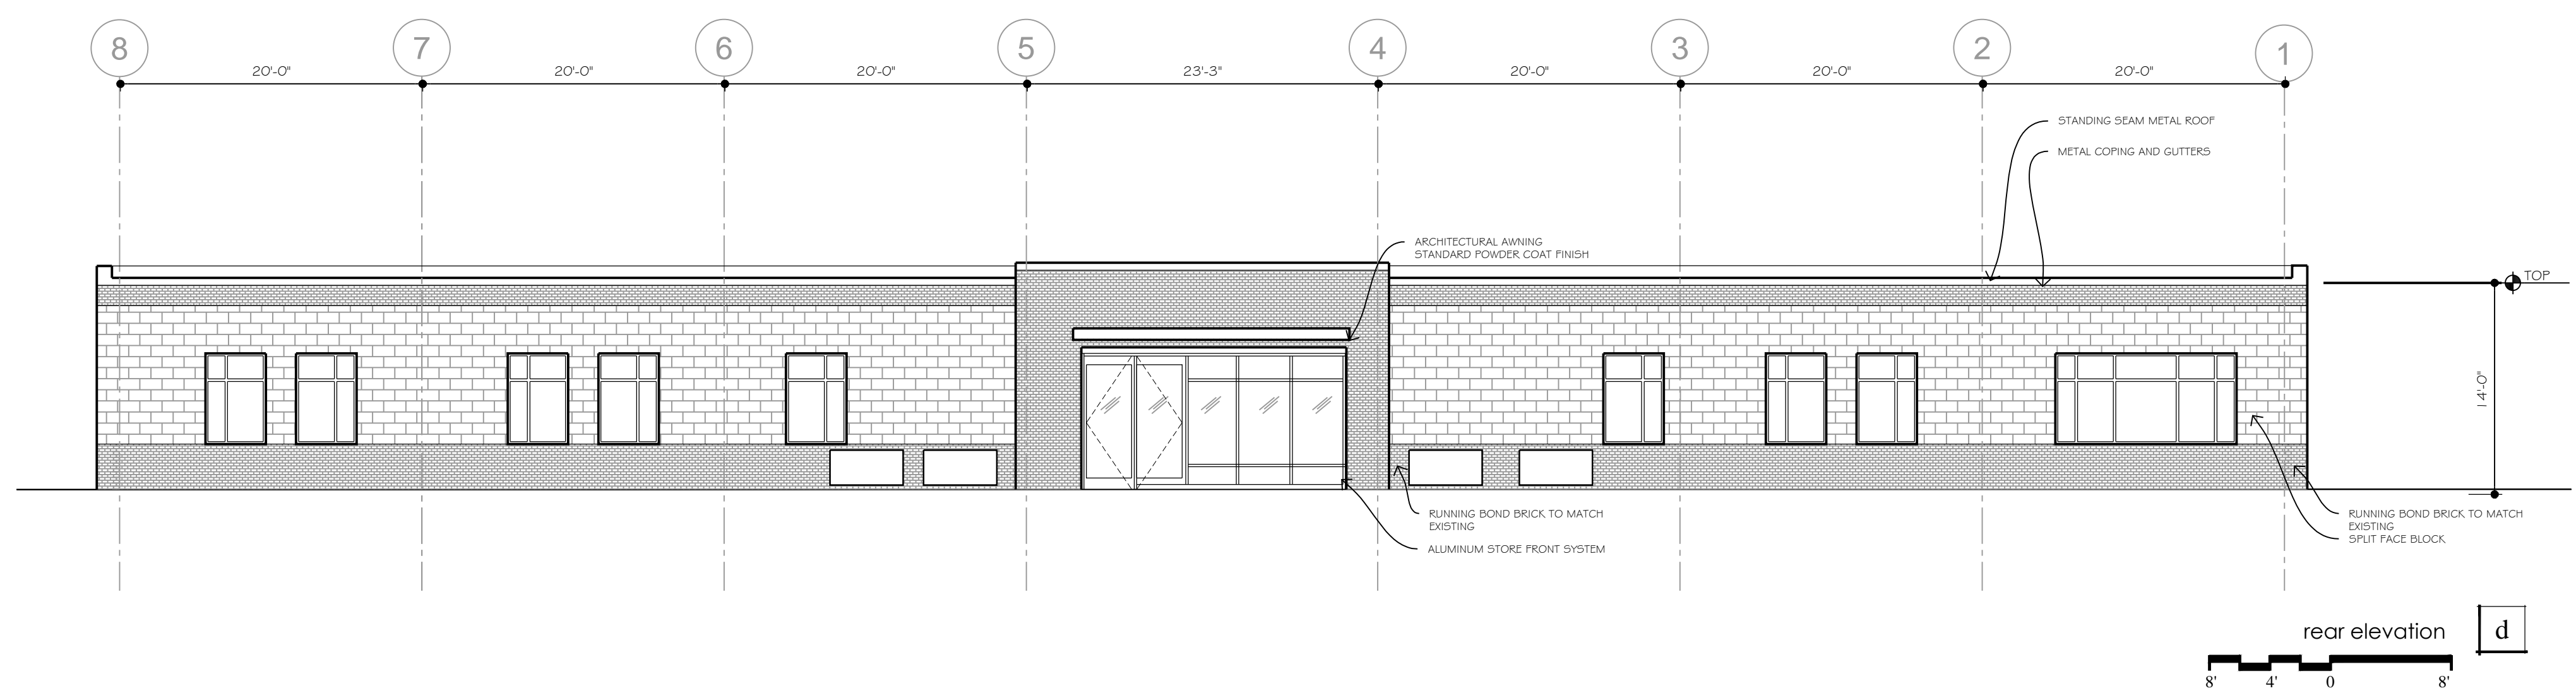 8
7
6
5
4
3
2
1
20'-0"
20'-0"
20'-0"
23'-3"
20'-0"
20'-0"
20'-0"
STANDING SEAM METAL ROOF
METAL COPING AND GUTTERS
ARCHITECTURAL AWNING
STANDARD POWDER COAT FINISH
TOP
14'-0"
RUNNING BOND BRICK TO MATCH
EXISTING
ALUMINUM STORE FRONT SYSTEM
RUNNING BOND BRICK TO MATCH
EXISTING
SPLIT FACE BLOCK
rear elevation
d
8'
4'
0
8'